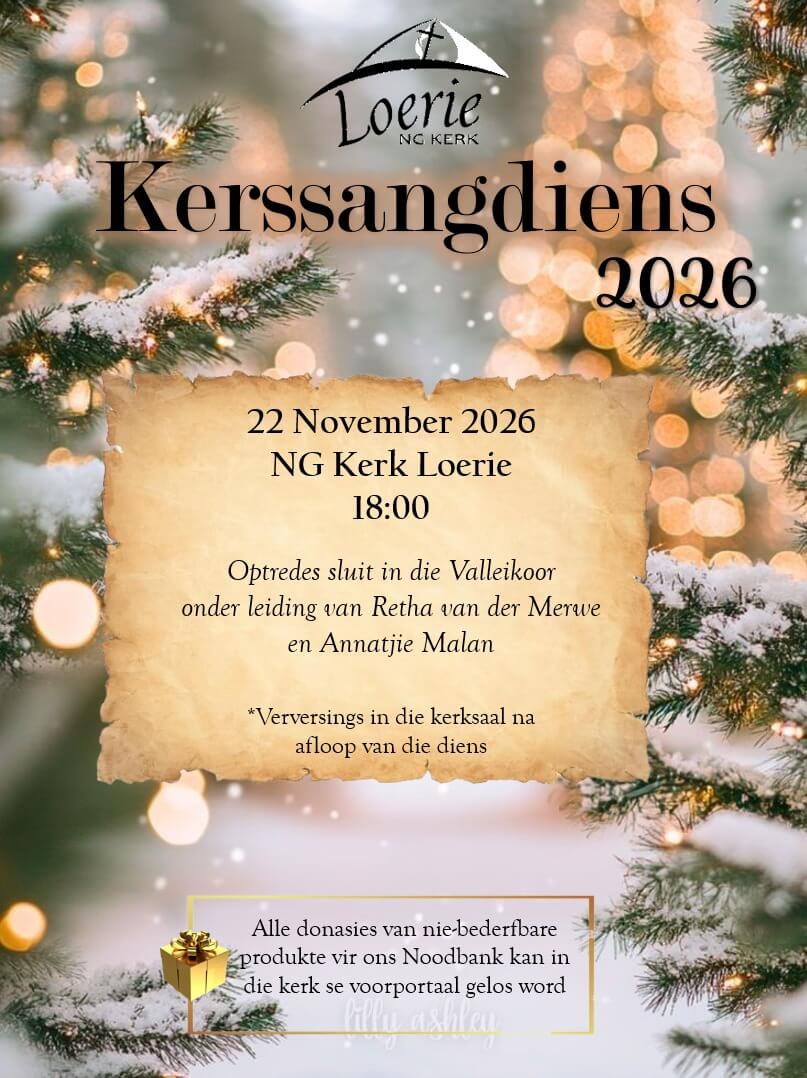 Loerie
NG KERK
Kerssangdiens
2026
22 November 2026
NG Kerk Loerie
18:00
Optredes sluit in die Valleikoor
onder leiding van Retha van der Merwe
en Annatjie Malan
*Verversings in die kerksaal na
afloop van die diens
Alle donasies van nie-bederfbare
produkte vir ons Noodbank kan in
die kerk se voorportaal gelos word
lilly ashley